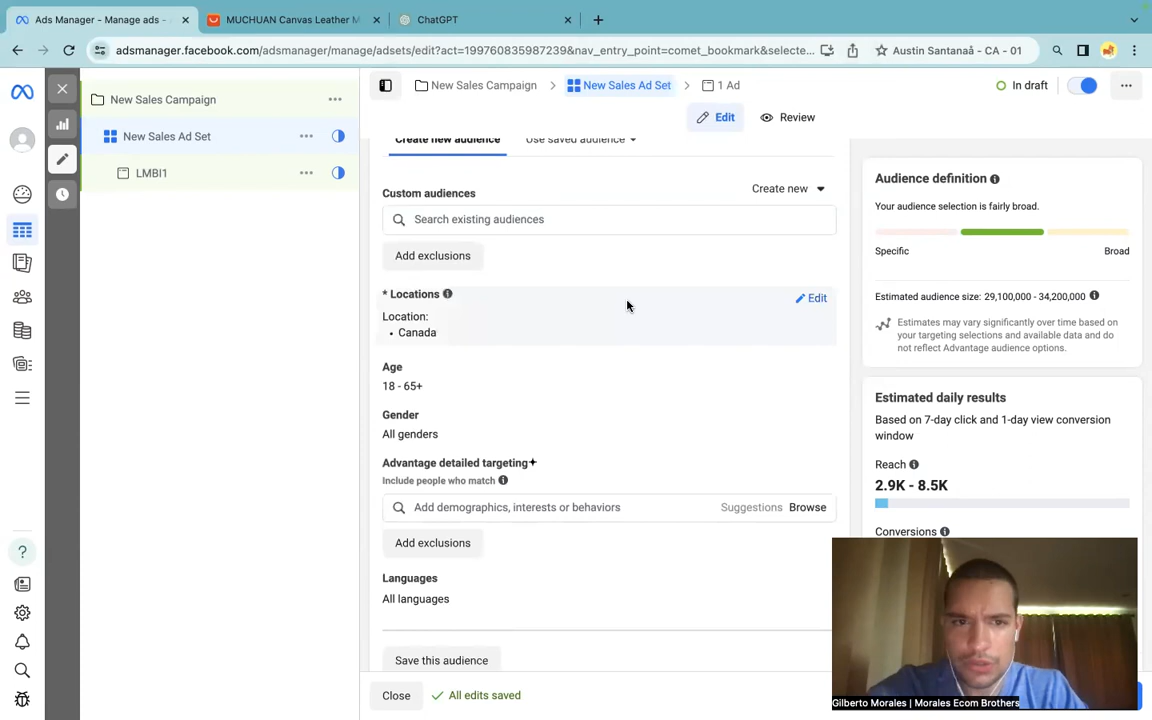 Ads Manager - Manage ads -
MUCHUAN Canvas Leather M
ChatGPT
adsmanager.facebook.com/adsmanager/manage/adsets/edit?act=199760835987239&nav_entry_point=comet_bookmark&selecte...
Austin Santanaå - CA - 01
New Sales Campaign
New Sales Ad Set
LMBI1
New Sales Campaign
New Sales Ad Set
1 Ad
In draft
Edit
Review
Create new audience
Use saved audience
Custom audiences
Create new
Search existing audiences
Add exclusions
* Locations
Edit
Location:
• Canada
Age
18 - 65+
Gender
All genders
Advantage detailed targeting+
Include people who match
Add demographics, interests or behaviors
Suggestions
Browse
Add exclusions
Languages
All languages
Save this audience
Close
All edits saved
Audience definition
Your audience selection is fairly broad.
Specific
Broad
Estimated audience size: 29,100,000 - 34,200,000
Estimates may vary significantly over time based on
your targeting selections and available data and do
not reflect Advantage audience options.
Estimated daily results
Based on 7-day click and 1-day view conversion
window
Reach
2.9K - 8.5K
Conversions
Gilberto Morales | Morales Ecom Brothers